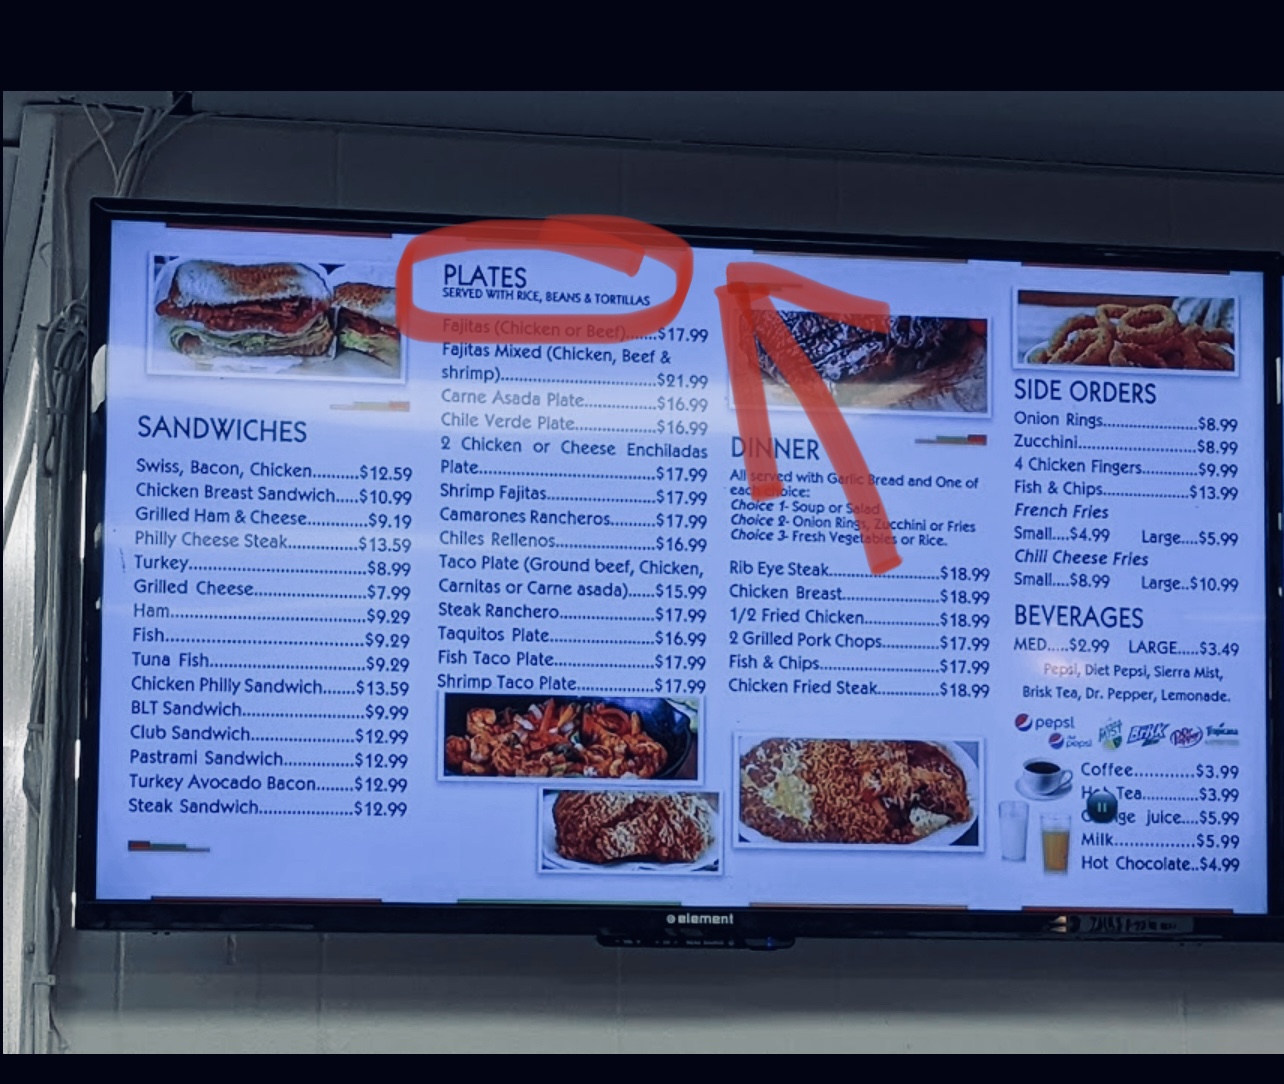 SANDWICHES
Swiss, Bacon, Chicken..........$12.59
Chicken Breast Sandwich.....$10.99
Grilled Ham & Cheese............$9.19
Philly Cheese Steak...............$13.59
Turkey.......................................$8.99
Grilled Cheese.........................$7.99
Ham...........................................$9.29
Fish............................................$9.29
Tuna Fish..................................$9.29
Chicken Philly Sandwich......$13.59
BLT Sandwich...........................$9.99
Club Sandwich.......................$12.99
Pastrami Sandwich................$12.99
Turkey Avocado Bacon........$12.99
Steak Sandwich.....................$12.99
PLATES
SERVED WITH RICE, BEANS & TORTILLAS
Fajitas (Chicken or Beef)......$17.99
Fajitas Mixed (Chicken, Beef &
shrimp)..................................$21.99
Carne Asada Plate................$16.99
Chile Verde Plate..................$16.99
2 Chicken or Cheese Enchiladas
Plate.......................................$17.99
Shrimp Fajitas........................$17.99
Camarones Rancheros..........$17.99
Chiles Rellenos......................$16.99
Taco Plate (Ground beef, Chicken,
Carnitas or Carne asada)......$15.99
Steak Ranchero.....................$17.99
Taquitos Plate.......................$16.99
Fish Taco Plate......................$17.99
Shrimp Taco Plate.................$17.99
DINNER
All served with Garlic Bread and One of
each choice:
Choice 1- Soup or Salad
Choice 2- Onion Rings, Zucchini or Fries
Choice 3- Fresh Vegetables or Rice.
Rib Eye Steak........................$18.99
Chicken Breast.....................$18.99
1/2 Fried Chicken.................$18.99
2 Grilled Pork Chops............$17.99
Fish & Chips.........................$17.99
Chicken Fried Steak.............$18.99
SIDE ORDERS
Onion Rings....................$8.99
Zucchini..........................$8.99
4 Chicken Fingers...........$9.99
Fish & Chips..................$13.99
French Fries
Small....$4.99 Large....$5.99
Chili Cheese Fries
Small....$8.99 Large..$10.99
BEVERAGES
MED.....$2.99 LARGE....$3.49
Pepsi, Diet Pepsi, Sierra Mist,
Brisk Tea, Dr. Pepper, Lemonade.
pepsi
pepsi
MIST
BRISK
Dr Pepper
Tropicana
Coffee............$3.99
Tea.............$3.99
juice....$5.99
Milk.................$5.99
Hot Chocolate..$4.99
element